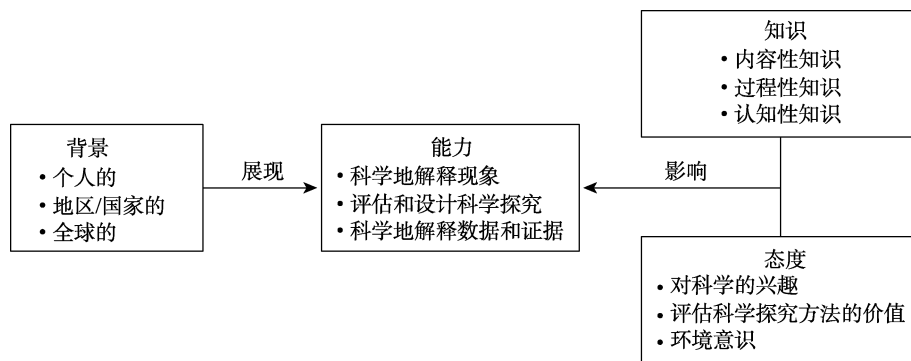 背景
• 个人的
• 地区/国家的
• 全球的
展现
能力
• 科学地解释现象
• 评估和设计科学探究
• 科学地解释数据和证据
影响
知识
• 内容性知识
• 过程性知识
• 认知性知识
态度
• 对科学的兴趣
• 评估科学探究方法的价值
• 环境意识